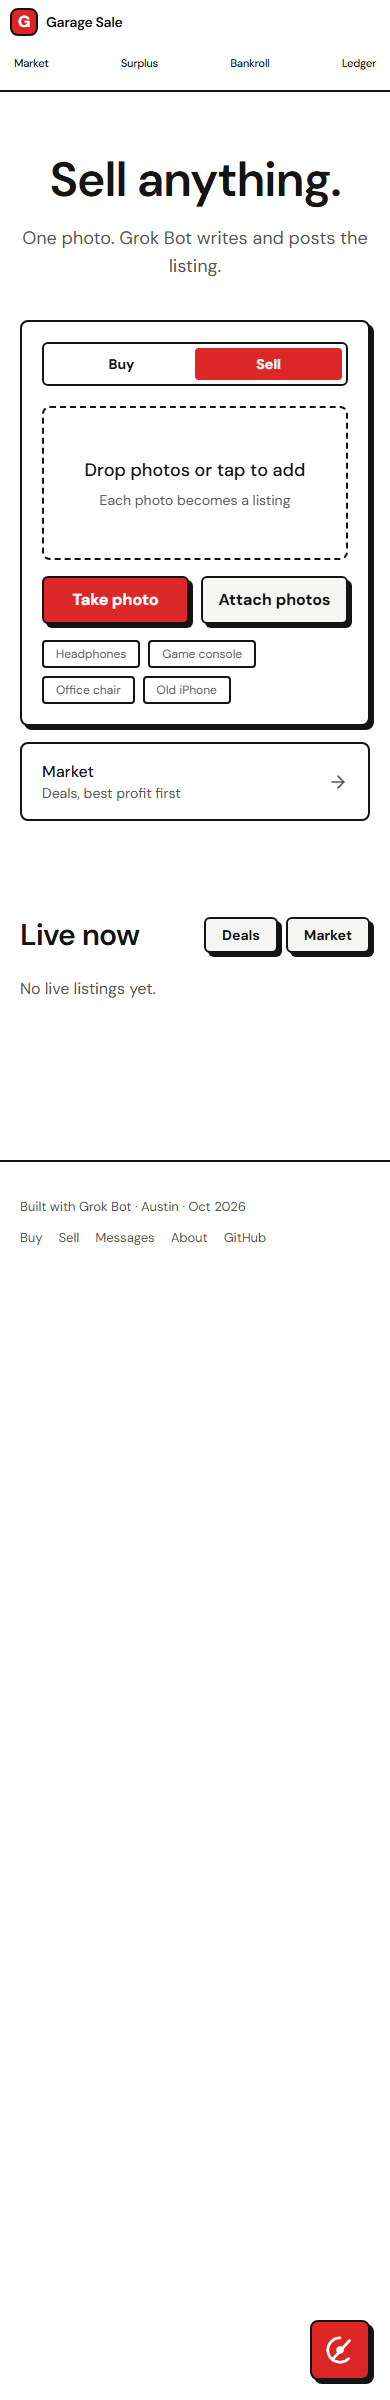 G Garage Sale
Market Surplus Bankroll Ledger
Sell anything.
One photo. Grok Bot writes and posts the
listing.
Buy Sell
Drop photos or tap to add
Each photo becomes a listing
Take photo Attach photos
Headphones Game console
Office chair Old iPhone
Market
Deals, best profit first
Live now Deals Market
No live listings yet.
Built with Grok Bot · Austin · Oct 2026
Buy Sell Messages About GitHub